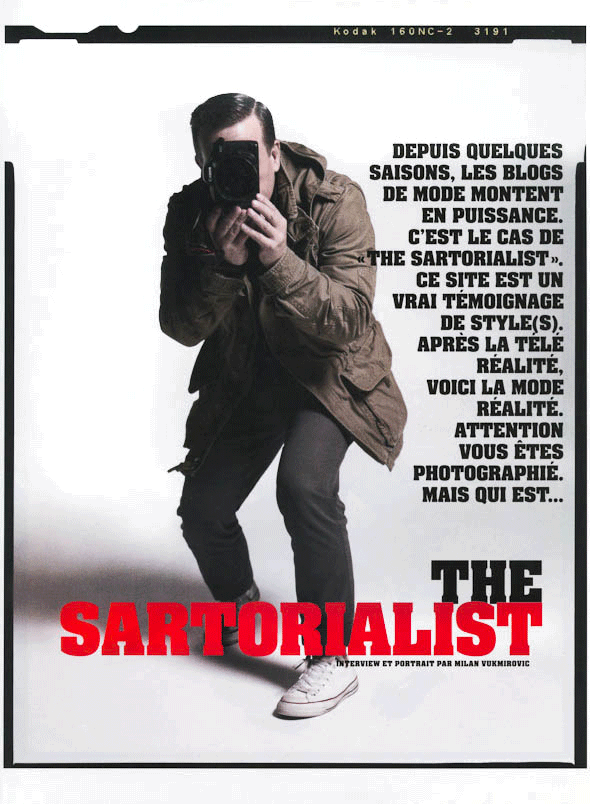 Kodak 160NC-2 3191
DEPUIS QUELQUES
SAISONS, LES BLOGS
DE MODE MONTENT
EN PUISSANCE.
C'EST LE CAS DE
«THE SARTORIALIST».
CE SITE EST UN
VRAI TÉMOIGNAGE
DE STYLE(S).
APRÈS LA TÉLÉ
RÉALITÉ,
VOICI LA MODE
RÉALITÉ.
ATTENTION
VOUS ÊTES
PHOTOGRAPHIÉ.
MAIS QUI EST...
THE
SARTORIALIST
INTERVIEW ET PORTRAIT PAR MILAN VUKMIROVIC